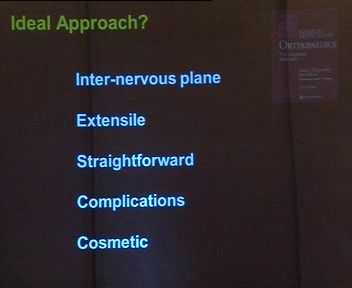 Ideal Approach?
Inter-nervous plane
Extensile
Straightforward
Complications
Cosmetic
ORTHOPAEDICS